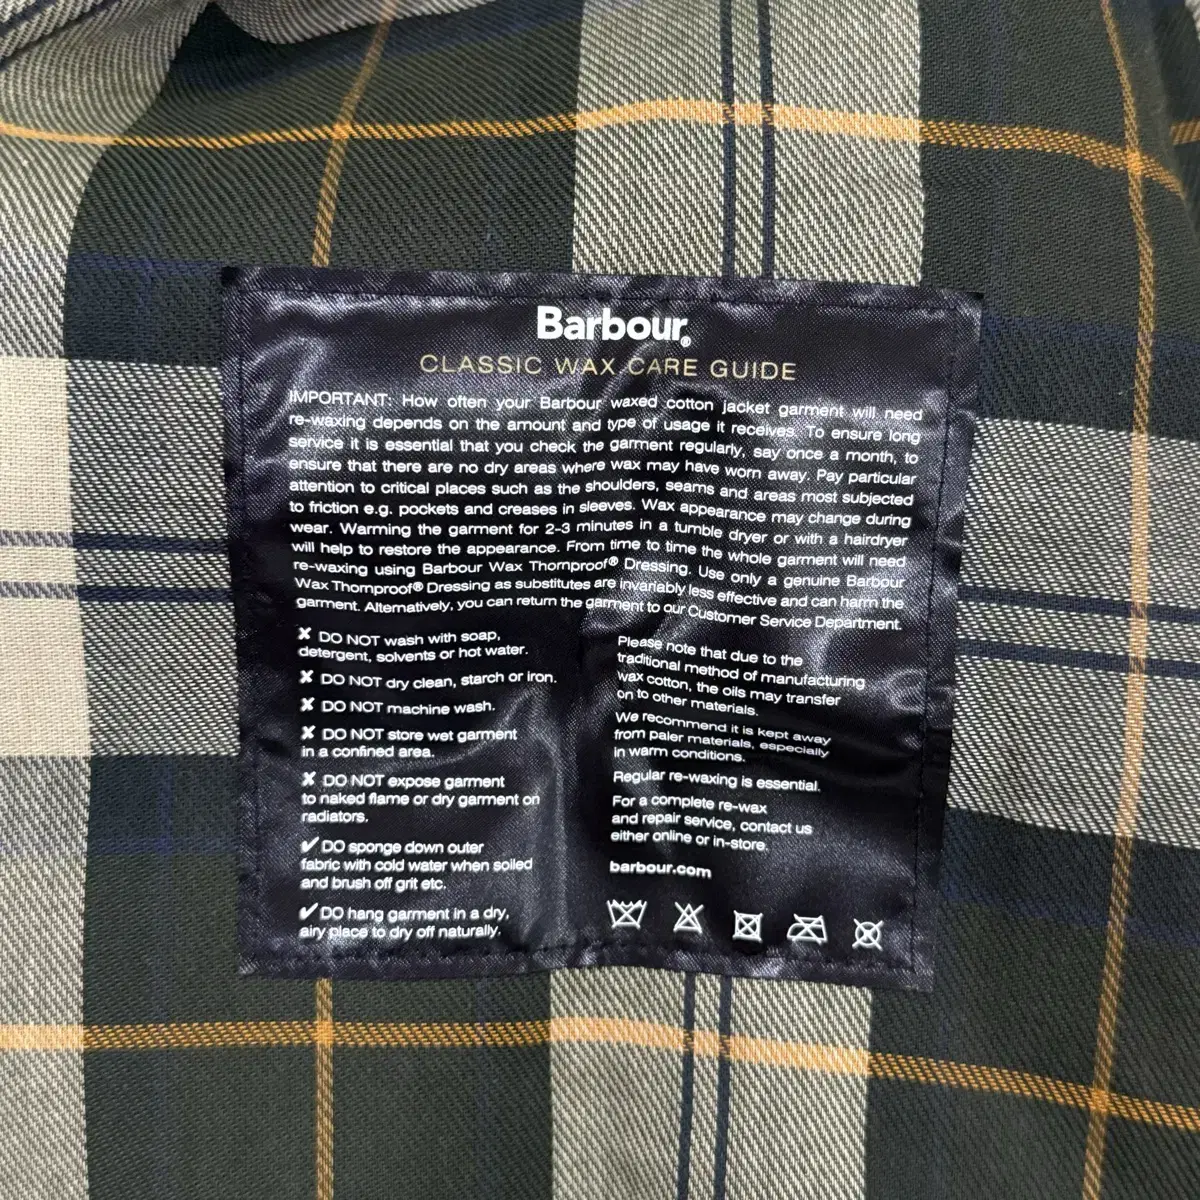 Barbour®
CLASSIC WAX CARE GUIDE
IMPORTANT: How often your Barbour waxed cotton jacket garment will need
re-waxing depends on the amount and type of usage it receives. To ensure long
service it is essential that you check the garment regularly, say once a month, to
ensure that there are no dry areas where wax may have worn away. Pay particular
attention to critical places such as the shoulders, seams and areas most subjected
to friction e.g. pockets and creases in sleeves. Wax appearance may change during
wear. Warming the garment for 2-3 minutes in a tumble dryer or with a hairdryer
will help to restore the appearance. From time to time the whole garment will need
re-waxing using Barbour Wax Thornproof® Dressing. Use only a genuine Barbour
Wax Thornproof® Dressing as substitutes are invariably less effective and can harm the
garment. Alternatively, you can return the garment to our Customer Service Department.
✘ DO NOT wash with soap,
detergent, solvents or hot water.
✘ DO NOT dry clean, starch or iron.
✘ DO NOT machine wash.
✘ DO NOT store wet garment
in a confined area.
✘ DO NOT expose garment
to naked flame or dry garment on
radiators.
✔ DO sponge down outer
fabric with cold water when soiled
and brush off grit etc.
✔ DO hang garment in a dry,
airy place to dry off naturally.
Please note that due to the
traditional method of manufacturing
wax cotton, the oils may transfer
on to other materials.
We recommend it is kept away
from paler materials, especially
in warm conditions.
Regular re-waxing is essential.
For a complete re-wax
and repair service, contact us
either online or in-store.
barbour.com